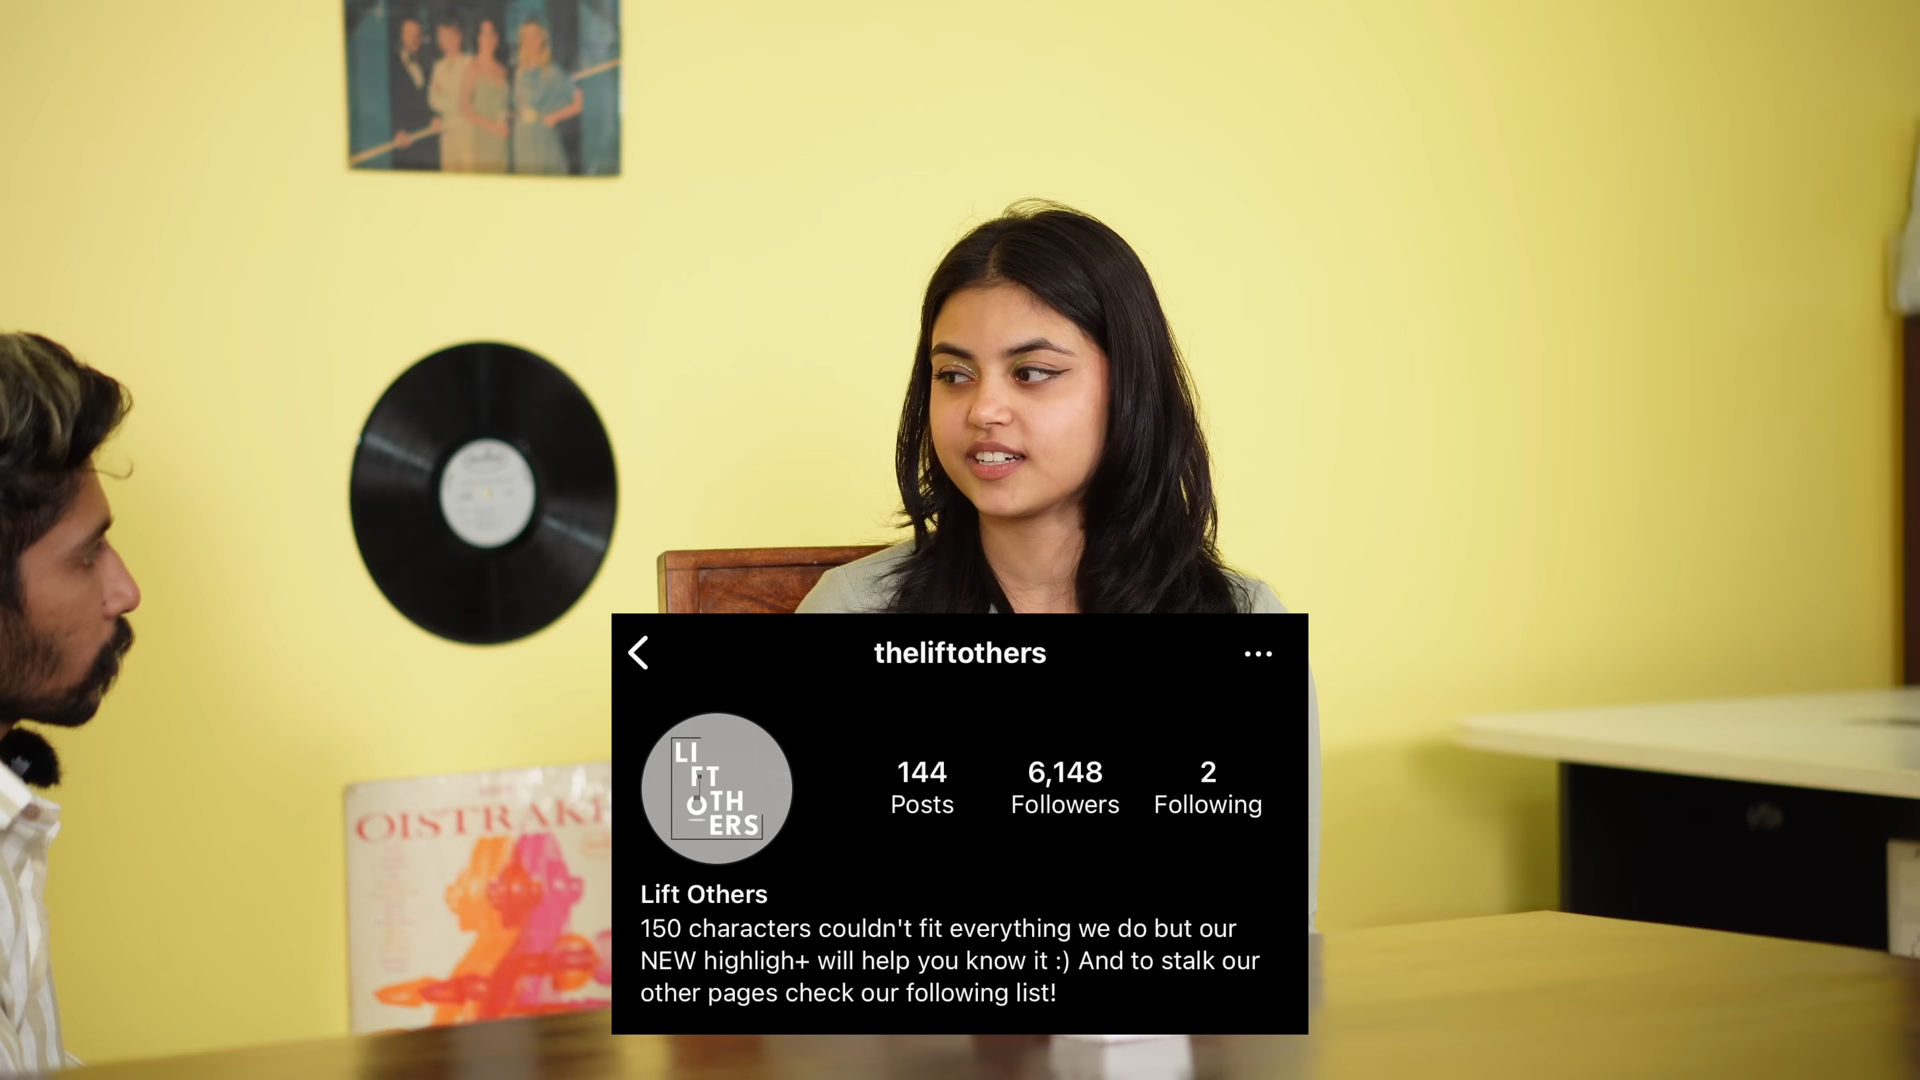 theliftothers
LI
FT
OTH
ERS
144
Posts
6,148
Followers
2
Following
Lift Others
150 characters couldn't fit everything we do but our
NEW highligh+ will help you know it :) And to stalk our
other pages check our following list!
OISTRAK